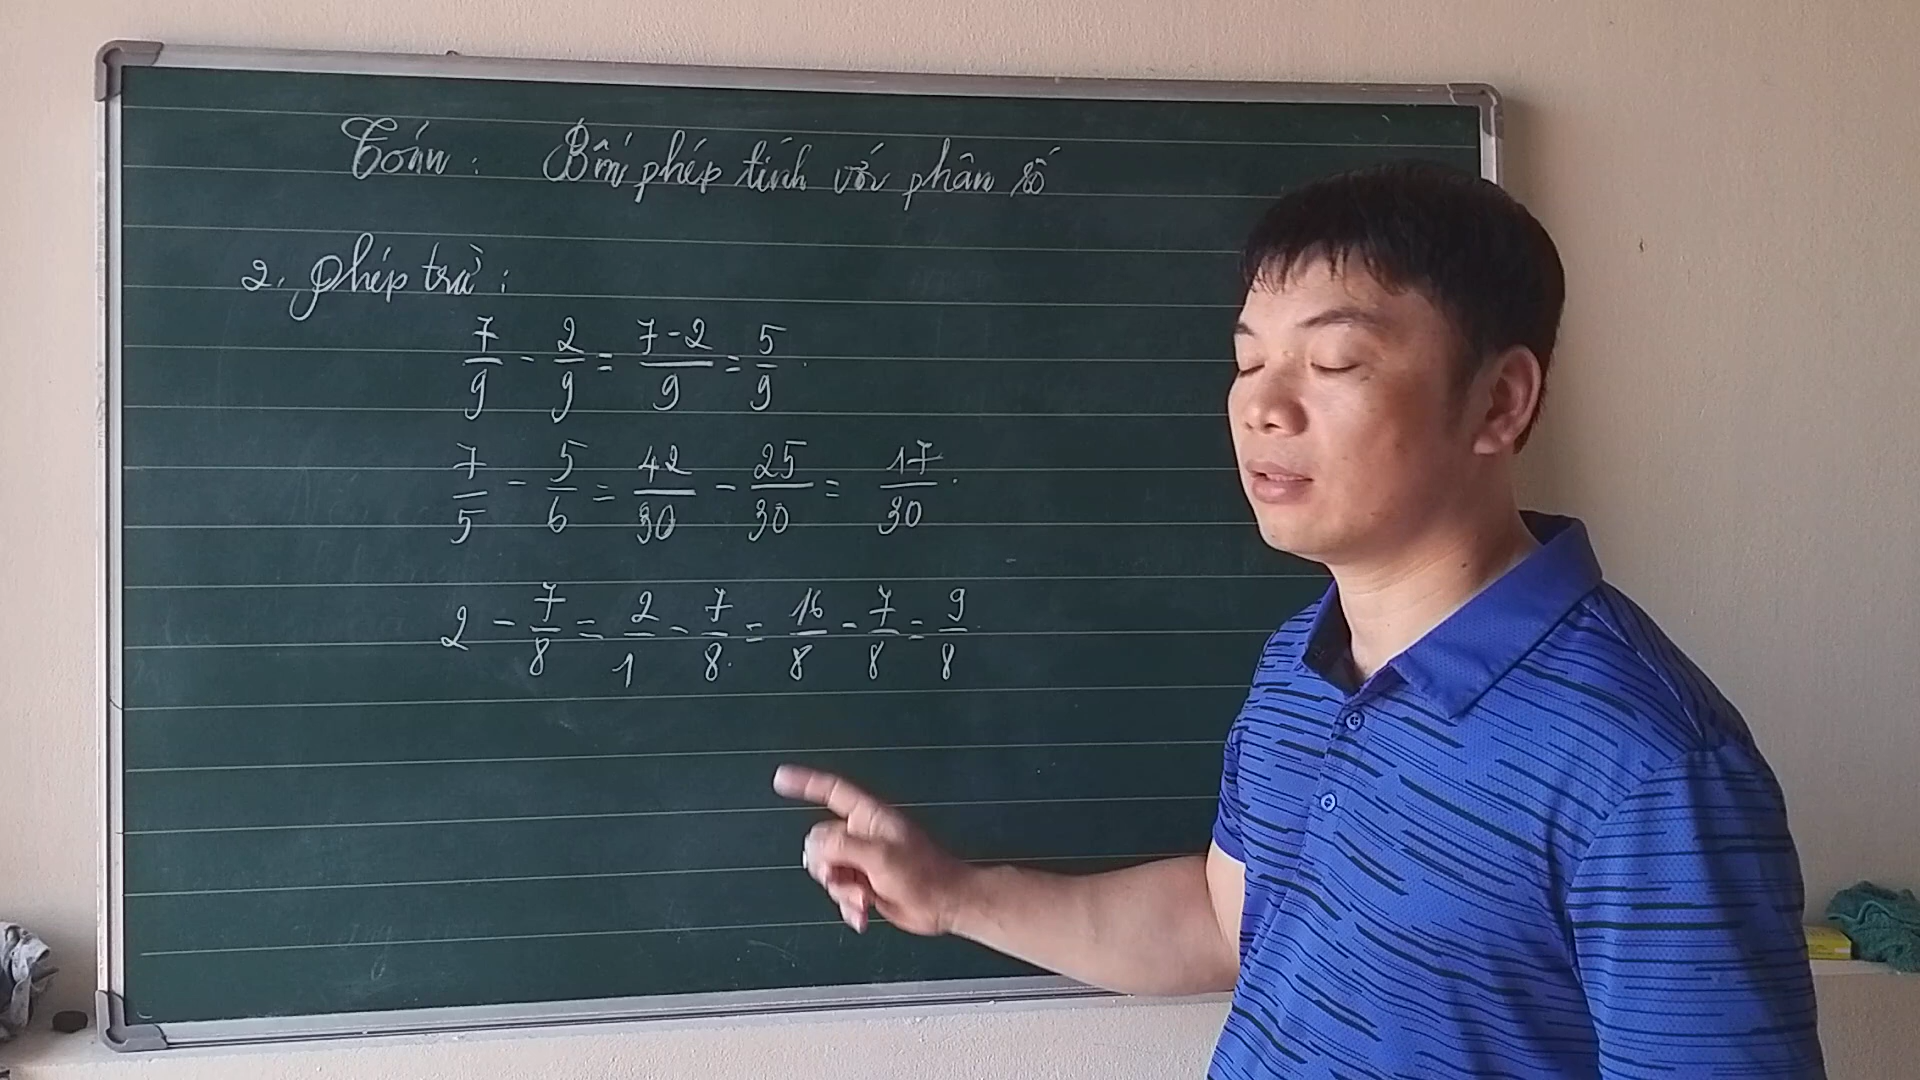 Toán: Bốn phép tính với phân số
2. phép trừ:
7/9 - 2/9 = 7-2/9 = 5/9.
7/5 - 5/6 = 42/30 - 25/30 = 17/30.
2 - 7/8 = 2/1 - 7/8 = 16/8 - 7/8 = 9/8